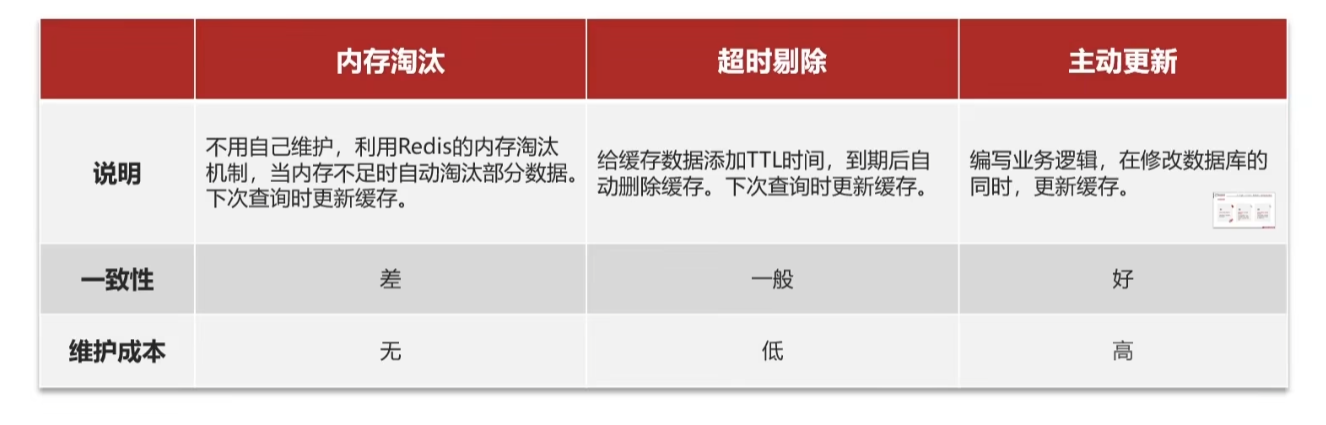 内存淘汰 超时剔除 主动更新
说明
不用自己维护，利用Redis的内存淘汰
机制，当内存不足时自动淘汰部分数据。
下次查询时更新缓存。
给缓存数据添加TTL时间，到期后自
动删除缓存。下次查询时更新缓存。
编写业务逻辑，在修改数据库的
同时，更新缓存。
一致性 差 一般 好
维护成本 无 低 高